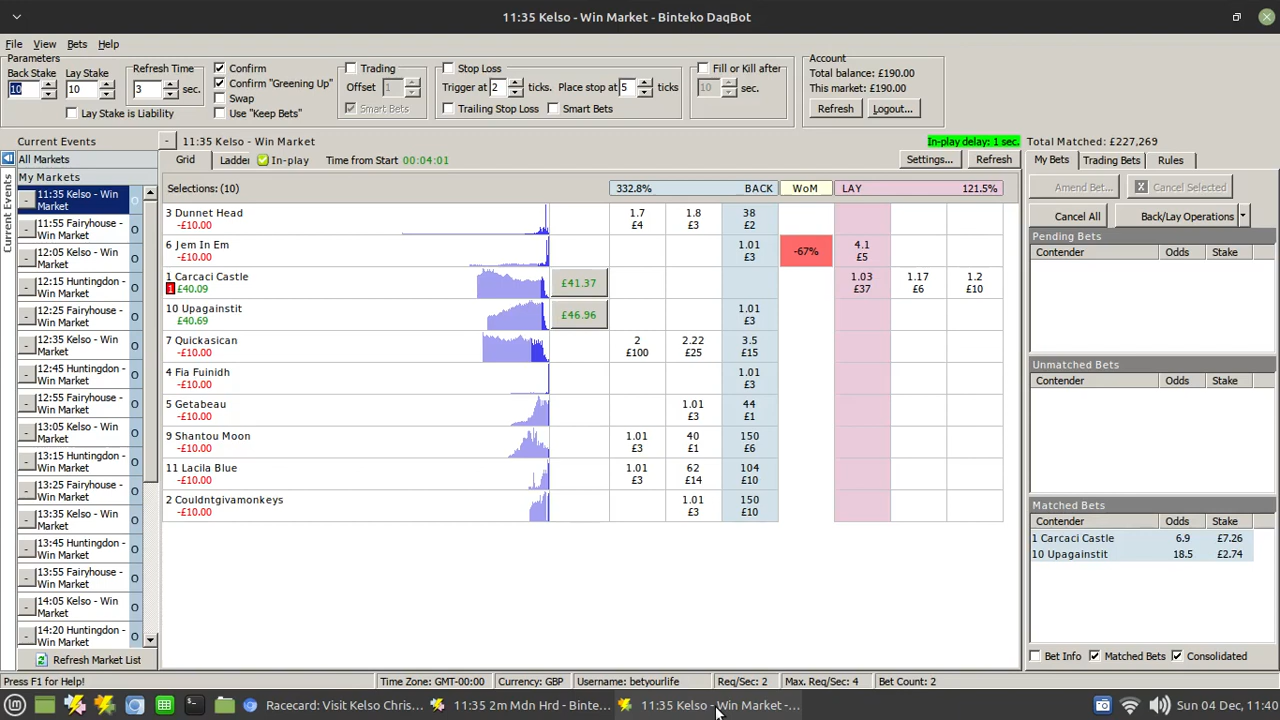 11:35 Kelso - Win Market - Binteko DaqBot
File View Bets Help
Parameters
Back Stake Lay Stake Refresh Time
10 10 3 sec.
Lay Stake is Liability
Confirm
Confirm "Greening Up"
Swap
Use "Keep Bets"
Trading
Offset 1
Smart Bets
Stop Loss
Trigger at 2 ticks. Place stop at 5 ticks
Trailing Stop Loss Smart Bets
Fill or Kill after
10 sec.
Account
Total balance: £190.00
This market: £190.00
Refresh Logout...
Current Events
All Markets
My Markets
- 11:35 Kelso - Win Market O
- 11:55 Fairyhouse - Win Market O
- 12:05 Kelso - Win Market O
- 12:15 Huntingdon - Win Market O
- 12:25 Fairyhouse - Win Market O
- 12:35 Kelso - Win Market O
- 12:45 Huntingdon - Win Market O
- 12:55 Fairyhouse - Win Market O
- 13:05 Kelso - Win Market O
- 13:15 Huntingdon - Win Market O
- 13:25 Fairyhouse - Win Market O
- 13:35 Kelso - Win Market O
- 13:45 Huntingdon - Win Market O
- 13:55 Fairyhouse - Win Market O
- 14:05 Kelso - Win Market O
- 14:20 Huntingdon - Win Market O
Refresh Market List
- 11:35 Kelso - Win Market In-play delay: 1 sec. Total Matched: £227,269
Grid Ladder In-play Time from Start 00:04:01 Settings... Refresh
Selections: (10) 332.8% BACK WoM LAY 121.5%
3 Dunnet Head 1.7 1.8 38
-£10.00 £4 £3 £2
6 Jem In Em 1.01 -67% 4.1
-£10.00 £3 £5
1 Carcaci Castle £41.37 1.03 1.17 1.2
1 £40.09 £37 £6 £10
10 Upagainstit £46.96 1.01
£40.69 £3
7 Quickasican 2 2.22 3.5
-£10.00 £100 £25 £15
4 Fia Fuinidh 1.01
-£10.00 £3
5 Getabeau 1.01 44
-£10.00 £3 £1
9 Shantou Moon 1.01 40 150
-£10.00 £3 £1 £6
11 Lacila Blue 1.01 62 104
-£10.00 £3 £14 £10
2 Couldntgivamonkeys 1.01 150
-£10.00 £3 £10
My Bets Trading Bets Rules
Amend Bet... X Cancel Selected
Cancel All Back/Lay Operations
Pending Bets
Contender Odds Stake
Unmatched Bets
Contender Odds Stake
Matched Bets
Contender Odds Stake
1 Carcaci Castle 6.9 £7.26
10 Upagainstit 18.5 £2.74
Bet Info Matched Bets Consolidated
Press F1 for Help! Time Zone: GMT-00:00 Currency: GBP Username: betyourlife Req/Sec: 2 Max. Req/Sec: 4 Bet Count: 2
Racecard: Visit Kelso Chris... 11:35 2m Mdn Hrd - Binte... 11:35 Kelso - Win Market -... Sun 04 Dec, 11:40